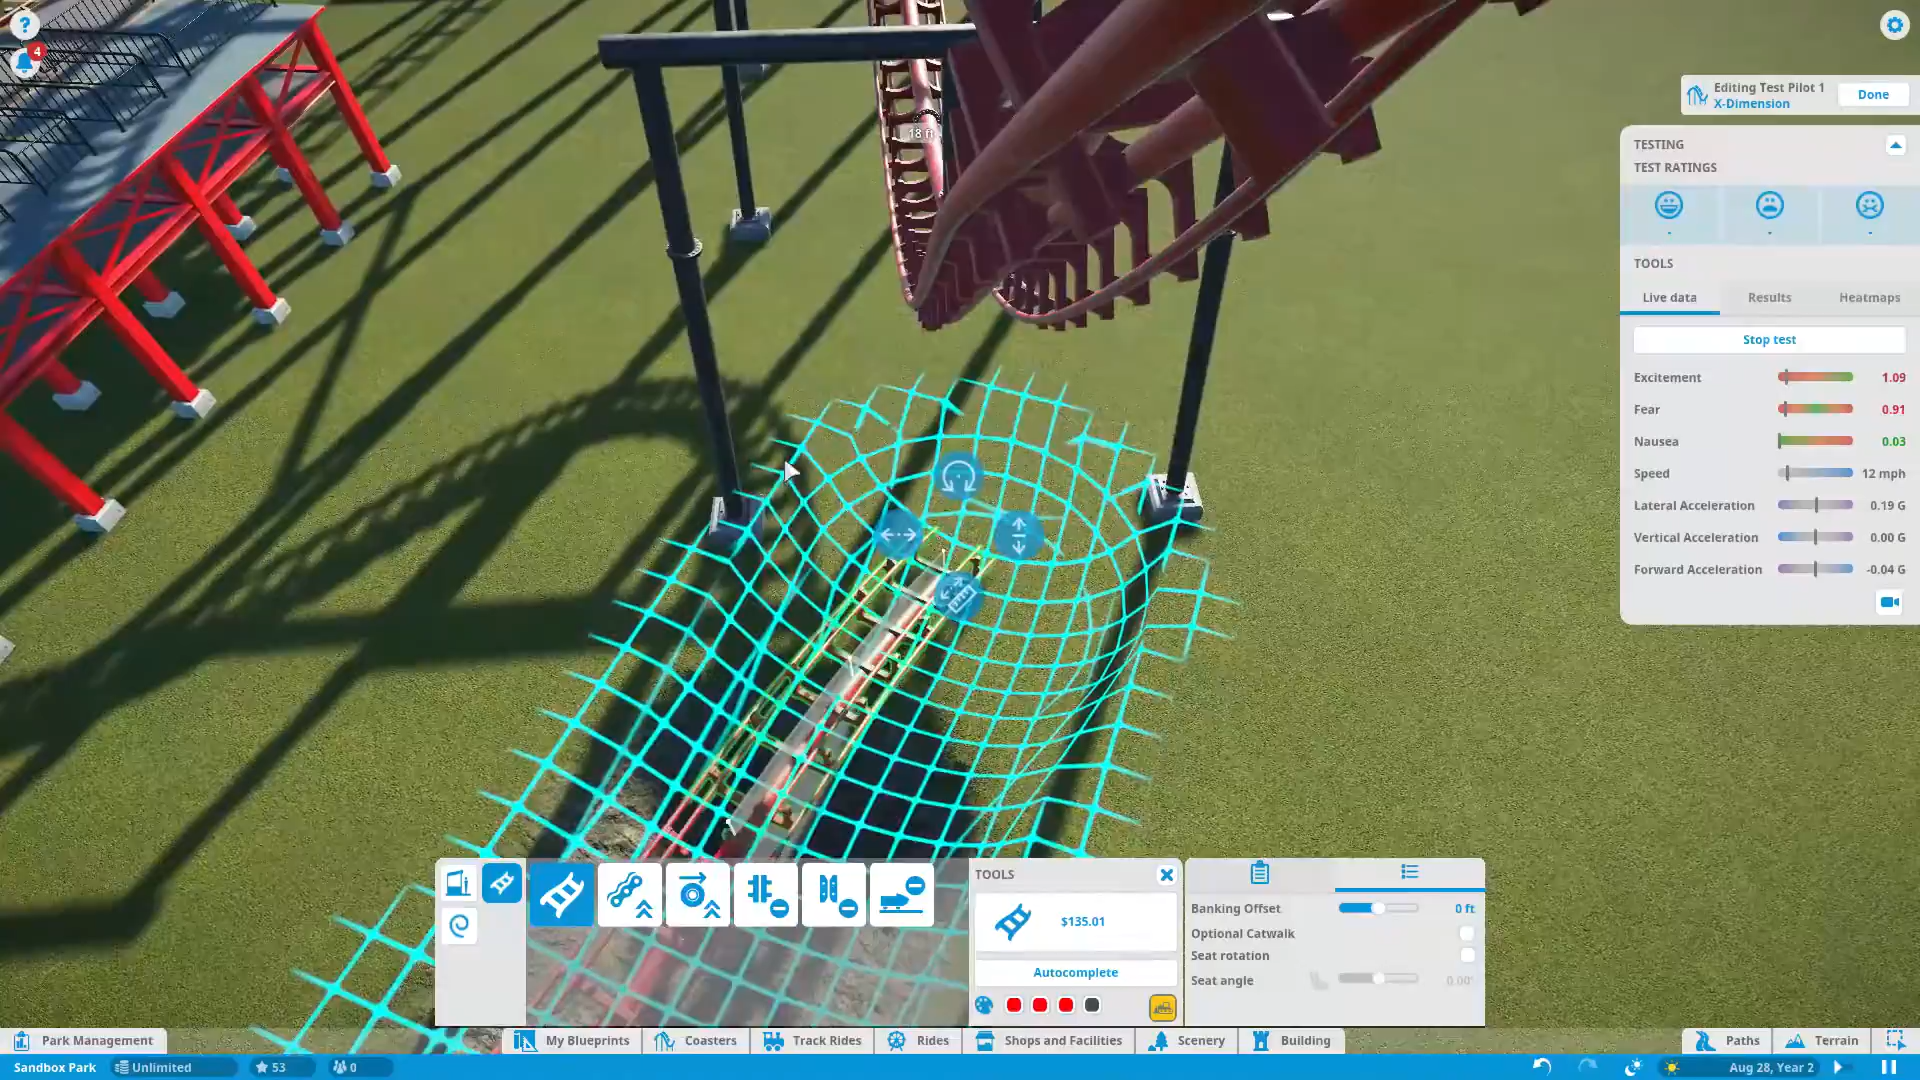 ?
4
18 ft
Editing Test Pilot 1
X-Dimension
Done
TESTING
TEST RATINGS
- - -
TOOLS
Live data Results Heatmaps
Stop test
Excitement 1.09
Fear 0.91
Nausea 0.03
Speed 12 mph
Lateral Acceleration 0.19 G
Vertical Acceleration 0.00 G
Forward Acceleration -0.04 G
TOOLS
$135.01
Autocomplete
Banking Offset 0 ft
Optional Catwalk
Seat rotation
Seat angle 0.00°
Park Management My Blueprints Coasters Track Rides Rides Shops and Facilities Scenery Building Paths Terrain
Sandbox Park Unlimited 53 0 Aug 28, Year 2